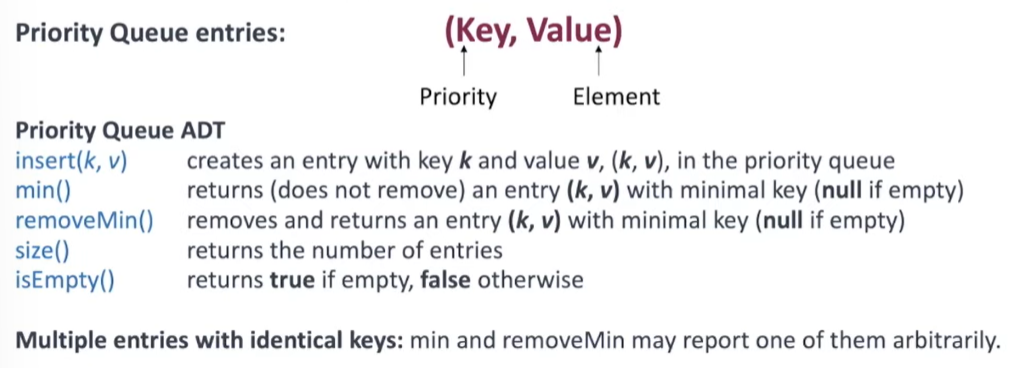 Priority Queue entries: (Key, Value)
Priority Element
Priority Queue ADT
insert(k, v) creates an entry with key k and value v, (k, v), in the priority queue
min() returns (does not remove) an entry (k, v) with minimal key (null if empty)
removeMin() removes and returns an entry (k, v) with minimal key (null if empty)
size() returns the number of entries
isEmpty() returns true if empty, false otherwise
Multiple entries with identical keys: min and removeMin may report one of them arbitrarily.